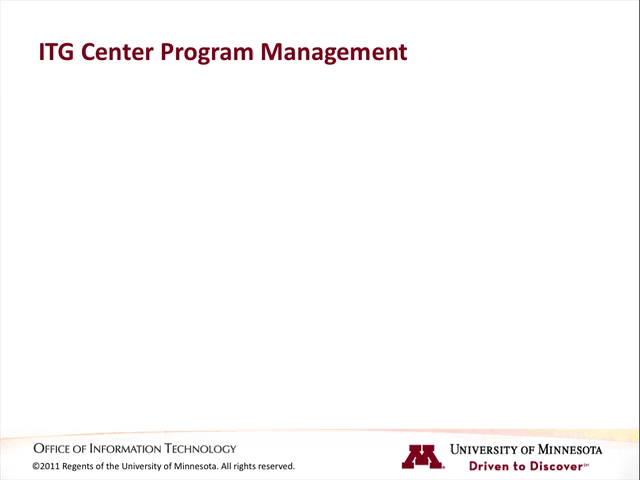 ITG Center Program Management
OFFICE OF INFORMATION TECHNOLOGY
©2011 Regents of the University of Minnesota. All rights reserved.
M
UNIVERSITY OF MINNESOTA
Driven to Discover℠